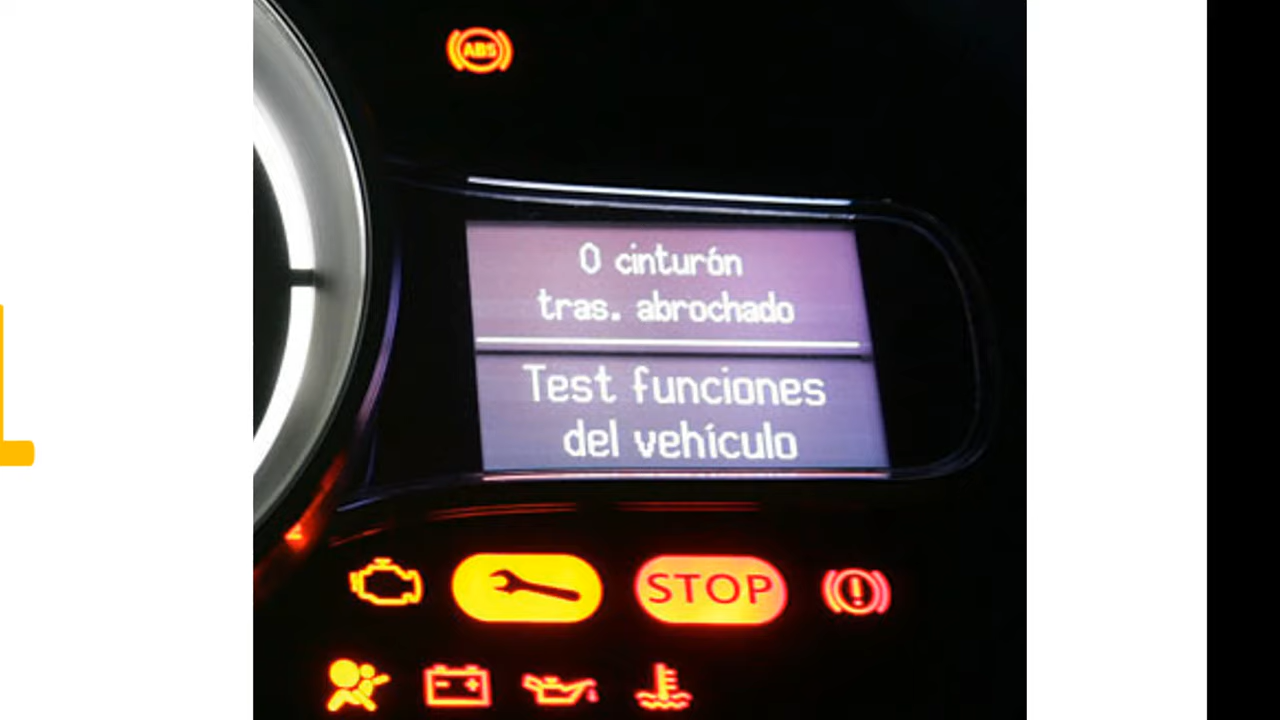 ABS
0 cinturón
tras. abrochado
Test funciones
del vehículo
STOP